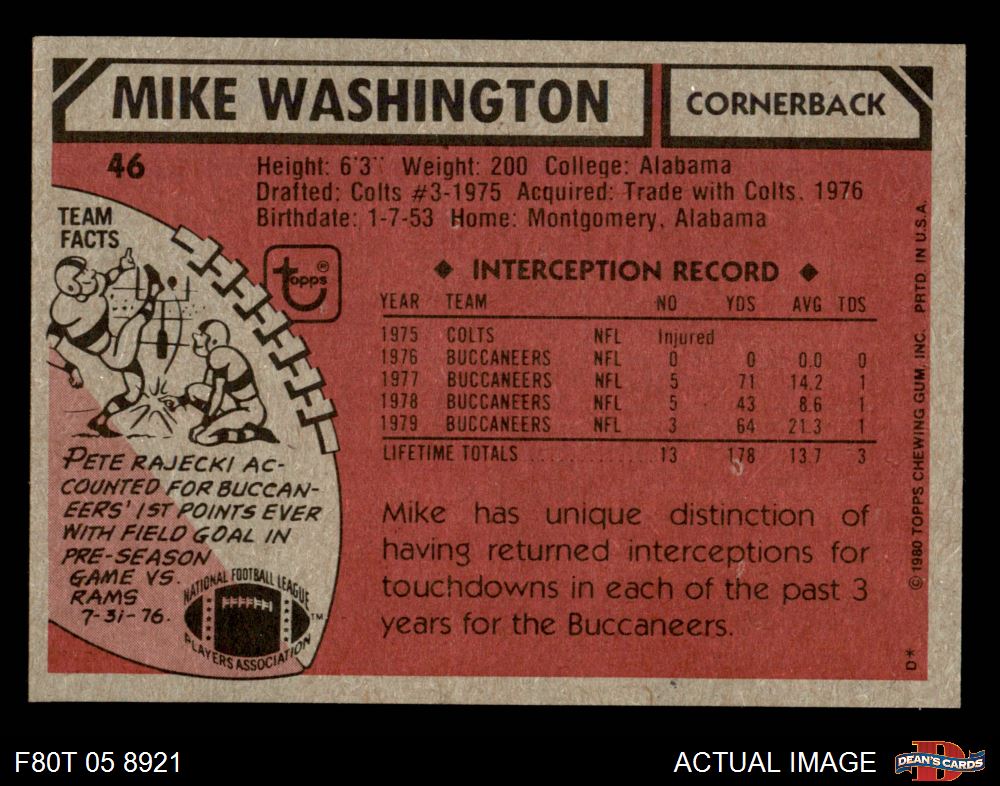 MIKE WASHINGTON
CORNERBACK
46
Height: 6'3" Weight: 200 College: Alabama
Drafted: Colts #3-1975 Acquired: Trade with Colts, 1976
Birthdate: 1-7-53 Home: Montgomery, Alabama
TEAM
FACTS
topps®
◆ INTERCEPTION RECORD ◆
YEAR TEAM NO YDS AVG TDS
1975 COLTS NFL Injured
1976 BUCCANEERS NFL 0 0 0.0 0
1977 BUCCANEERS NFL 5 71 14.2 1
1978 BUCCANEERS NFL 5 43 8.6 1
1979 BUCCANEERS NFL 3 64 21.3 1
LIFETIME TOTALS ............... 13 178 13.7 3
PETE RAJECKI AC-
COUNTED FOR BUCCAN-
EERS' 1ST POINTS EVER
WITH FIELD GOAL IN
PRE-SEASON
GAME VS.
RAMS
7-31-76.
NATIONAL FOOTBALL LEAGUE
PLAYERS ASSOCIATION
TM
Mike has unique distinction of
having returned interceptions for
touchdowns in each of the past 3
years for the Buccaneers.
©1980 TOPPS CHEWING GUM, INC. PRTD. IN U.S.A.
D*
F80T 05 8921
ACTUAL IMAGE
D
DEAN'S CARDS